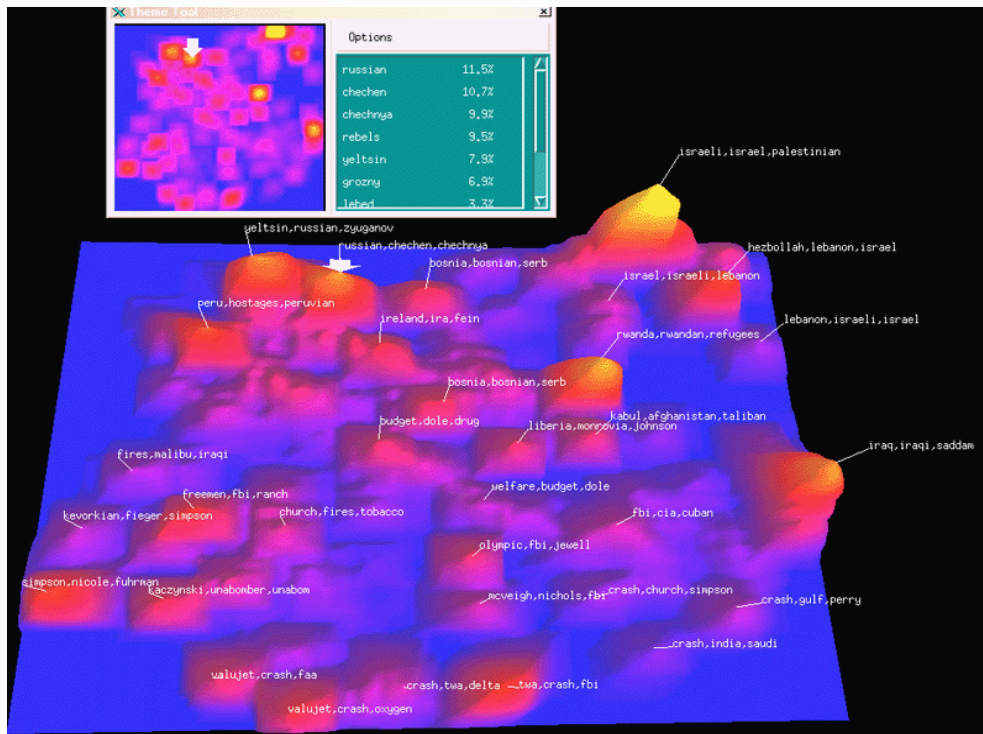 Theme Tool
Options
russian 11.5%
chechen 10.7%
chechnya 9.9%
rebels 9.5%
yeltsin 7.9%
grozny 6.9%
lebed 3.3%
israeli,israel,palestinian
yeltsin,russian,zyuganov
russian,chechen,chechnya
hezbollah,lebanon,israel
bosnia,bosnian,serb
israel,israeli,lebanon
peru,hostages,peruvian
ireland,ira,fein
lebanon,israeli,israel
rwanda,rwandan,refugees
bosnia,bosnian,serb
kabul,afghanistan,taliban
budget,dole,drug
liberia,monrovia,johnson
iraq,iraqi,saddam
fires,malibu,iraqi
welfare,budget,dole
freemen,fbi,ranch
kevorkian,fieger,simpson
church,fires,tobacco
fbi,cia,cuban
olympic,fbi,jewell
simpson,nicole,fuhrman
kaczynski,unabomber,unabom
mcveigh,nichols,fbi
crash,church,simpson
crash,gulf,perry
crash,india,saudi
valujet,crash,faa
crash,twa,delta
twa,crash,fbi
valujet,crash,oxygen